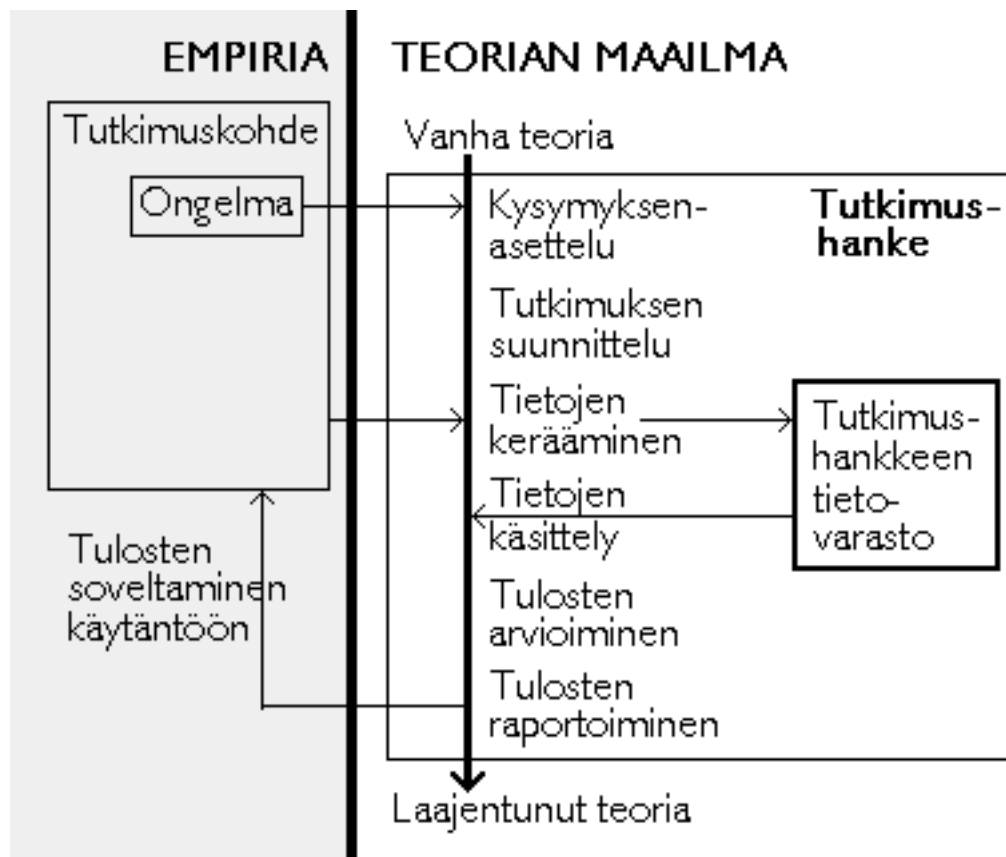 EMPIRIA
Tutkimuskohde
Ongelma
Tulosten
soveltaminen
käytäntöön
TEORIAN MAAILMA
Vanha teoria
Kysymyksen-
asettelu
Tutkimuksen
suunnittelu
Tietojen
kerääminen
Tietojen
käsittely
Tulosten
arvioiminen
Tulosten
raportoiminen
Tutkimus-
hanke
Tutkimus-
hankkeen
tieto-
varasto
Laajentunut teoria